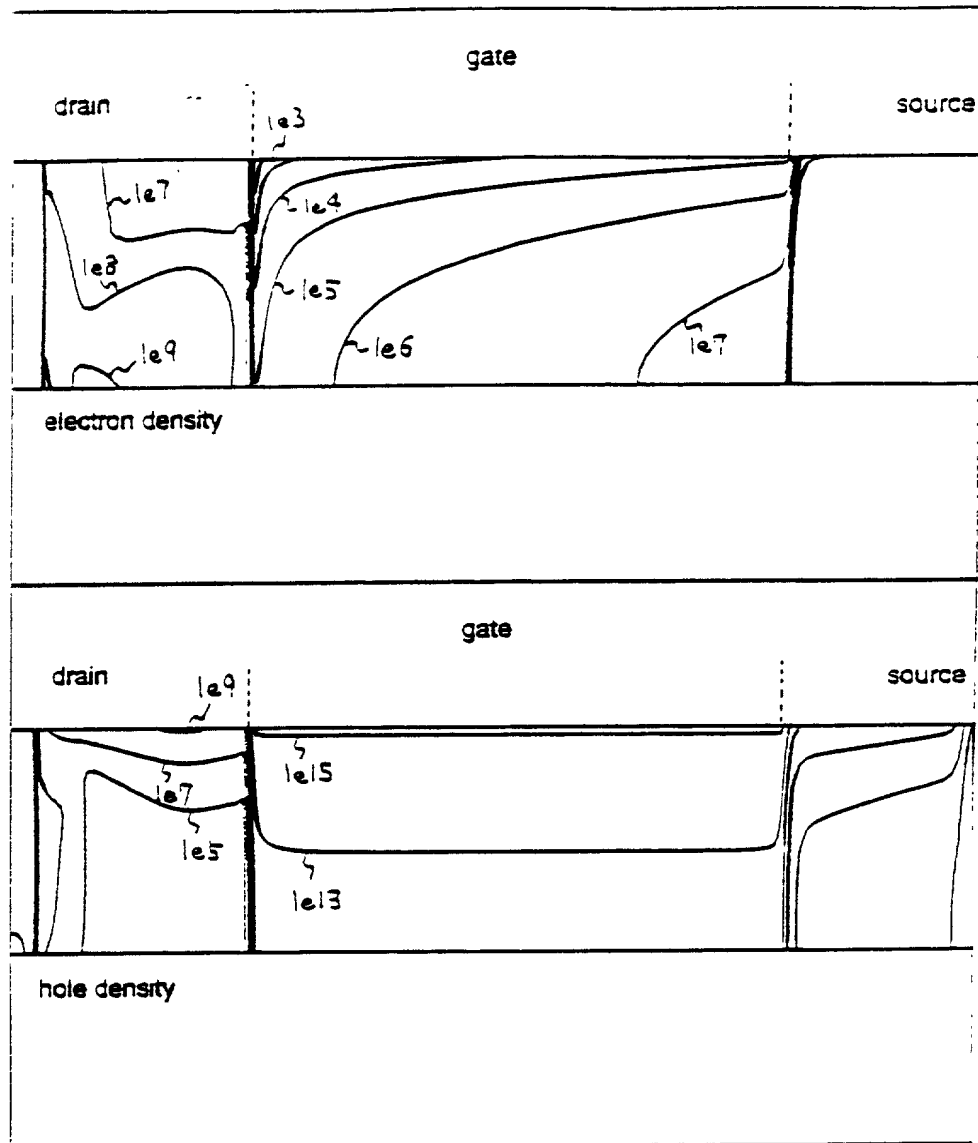 gate
drain
source
1e3
1e7
1e4
1e8
1e5
1e9
1e6
1e7
electron density
gate
drain
source
1e9
1e15
1e7
1e5
1e13
hole density